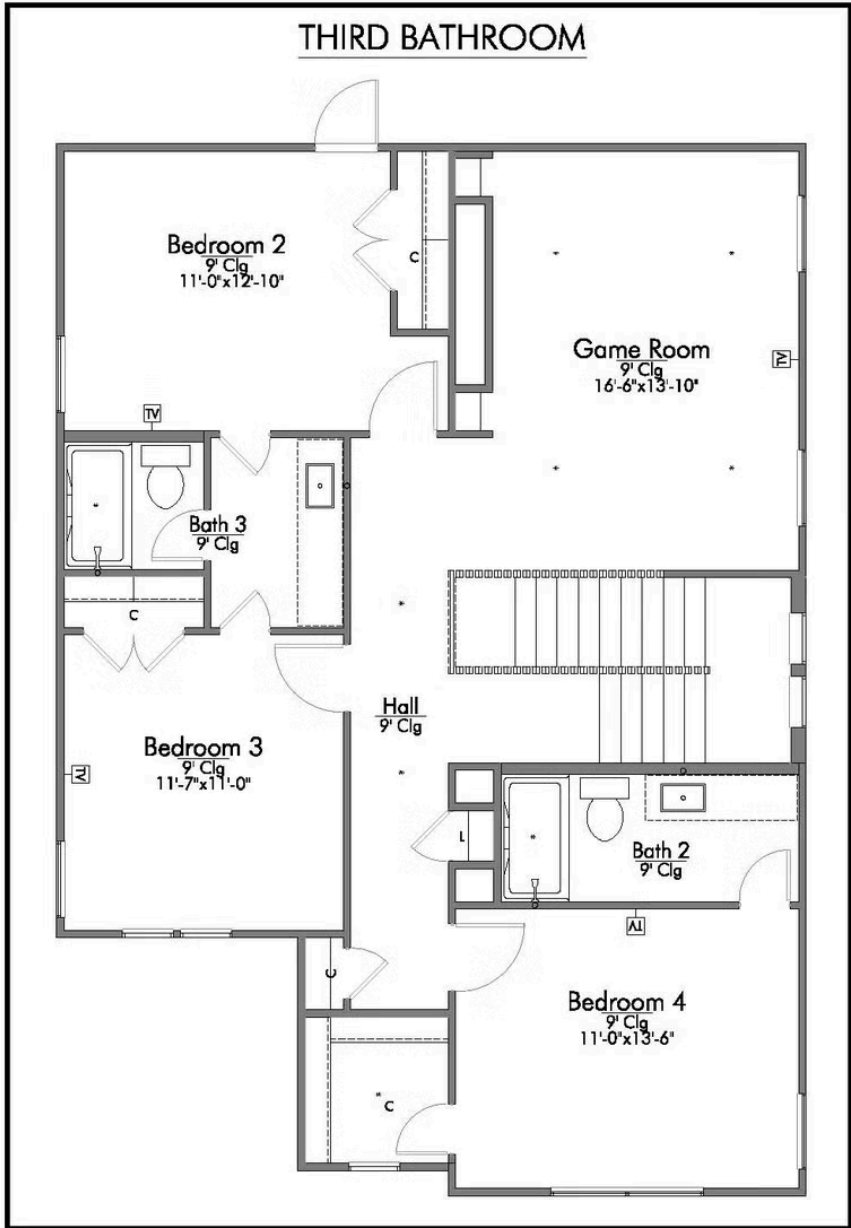 THIRD BATHROOM
Bedroom 2
9' Clg
11'-0"x12'-10"
C
Game Room
9' Clg
16'-6"x13'-10"
TV
TV
Bath 3
9' Clg
C
Hall
9' Clg
Bedroom 3
9' Clg
11'-7"x11'-0"
TV
L
Bath 2
9' Clg
TV
C
Bedroom 4
9' Clg
11'-0"x13'-6"
C